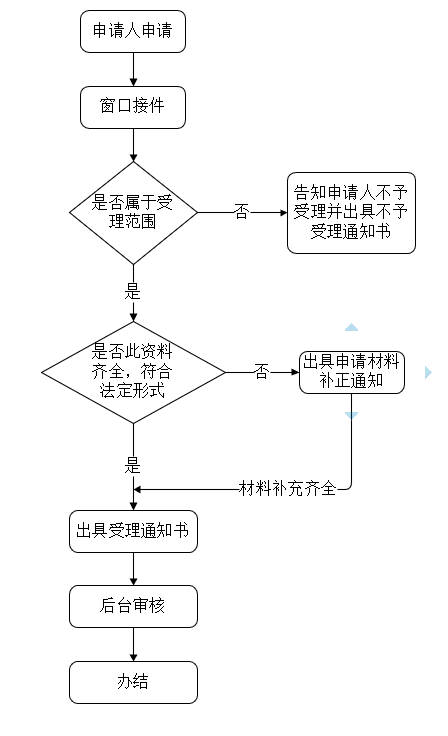 申请人申请
窗口接件
是否属于受
理范围
否
告知申请人不予
受理并出具不予
受理通知书
是
是否此资料
齐全，符合
法定形式
否
出具申请材料
补正通知
是
材料补充齐全
出具受理通知书
后台审核
办结